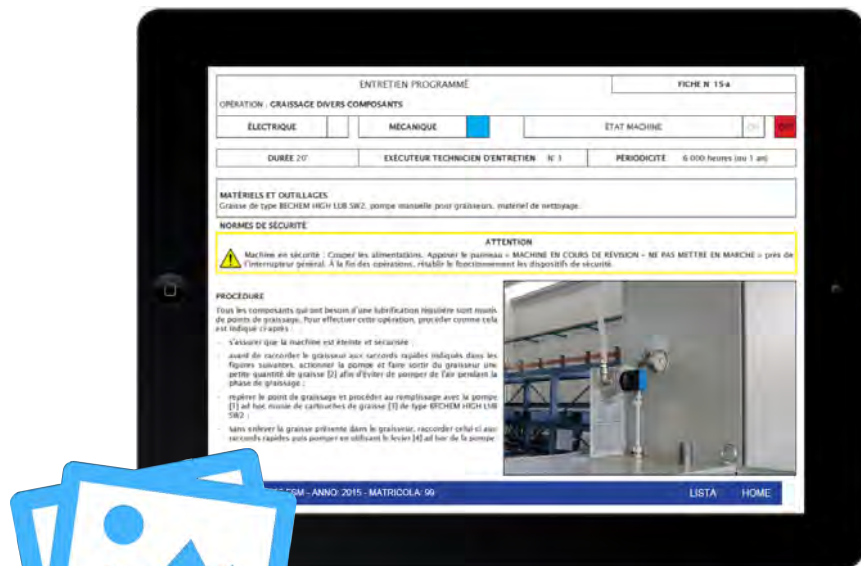 ENTRETIEN PROGRAMMÉ
FICHE N 15-a
OPÉRATION : GRAISSAGE DIVERS COMPOSANTS
ÉLECTRIQUE
MÉCANIQUE
ÉTAT MACHINE
DURÉE 20'
EXÉCUTEUR TECHNICIEN D'ENTRETIEN N 1
PÉRIODICITÉ 6 000 heures (ou 1 an)
MATÉRIELS ET OUTILLAGES
Graisse de type BECHEM HIGH LUB SW2, pompe manuelle pour graisseurs, matériel de nettoyage.
NORMES DE SÉCURITÉ
ATTENTION
Machine en sécurité : Couper les alimentations. Apposer le panneau « MACHINE EN COURS DE RÉVISION - NE PAS METTRE EN MARCHE » près de
l'interrupteur général. À la fin des opérations, rétablir le fonctionnement les dispositifs de sécurité.
PROCÉDURE
Tous les composants qui ont besoin d'une lubrification régulière sont munis
de points de graissage. Pour effectuer cette opération, procéder comme cela
est indiqué ci-après :
- s'assurer que la machine est éteinte et sécurisée ;
- avant de raccorder le graisseur aux raccords rapides indiqués dans les
figures suivantes, actionner la pompe et faire sortir du graisseur une
petite quantité de graisse [2] afin d'éviter de pomper de l'air pendant la
phase de graissage ;
- repérer le point de graissage et procéder au remplissage avec la pompe
[1] ad hoc munie de cartouches de graisse [3] de type BECHEM HIGH LUB
SW2 ;
- sans enlever la graisse présente dans le graisseur, raccorder celui-ci aux
raccords rapides puis pomper en utilisant le levier [4] ad hoc de la pompe
- ANNO: 2015 - MATRICOLA: 99
LISTA
HOME